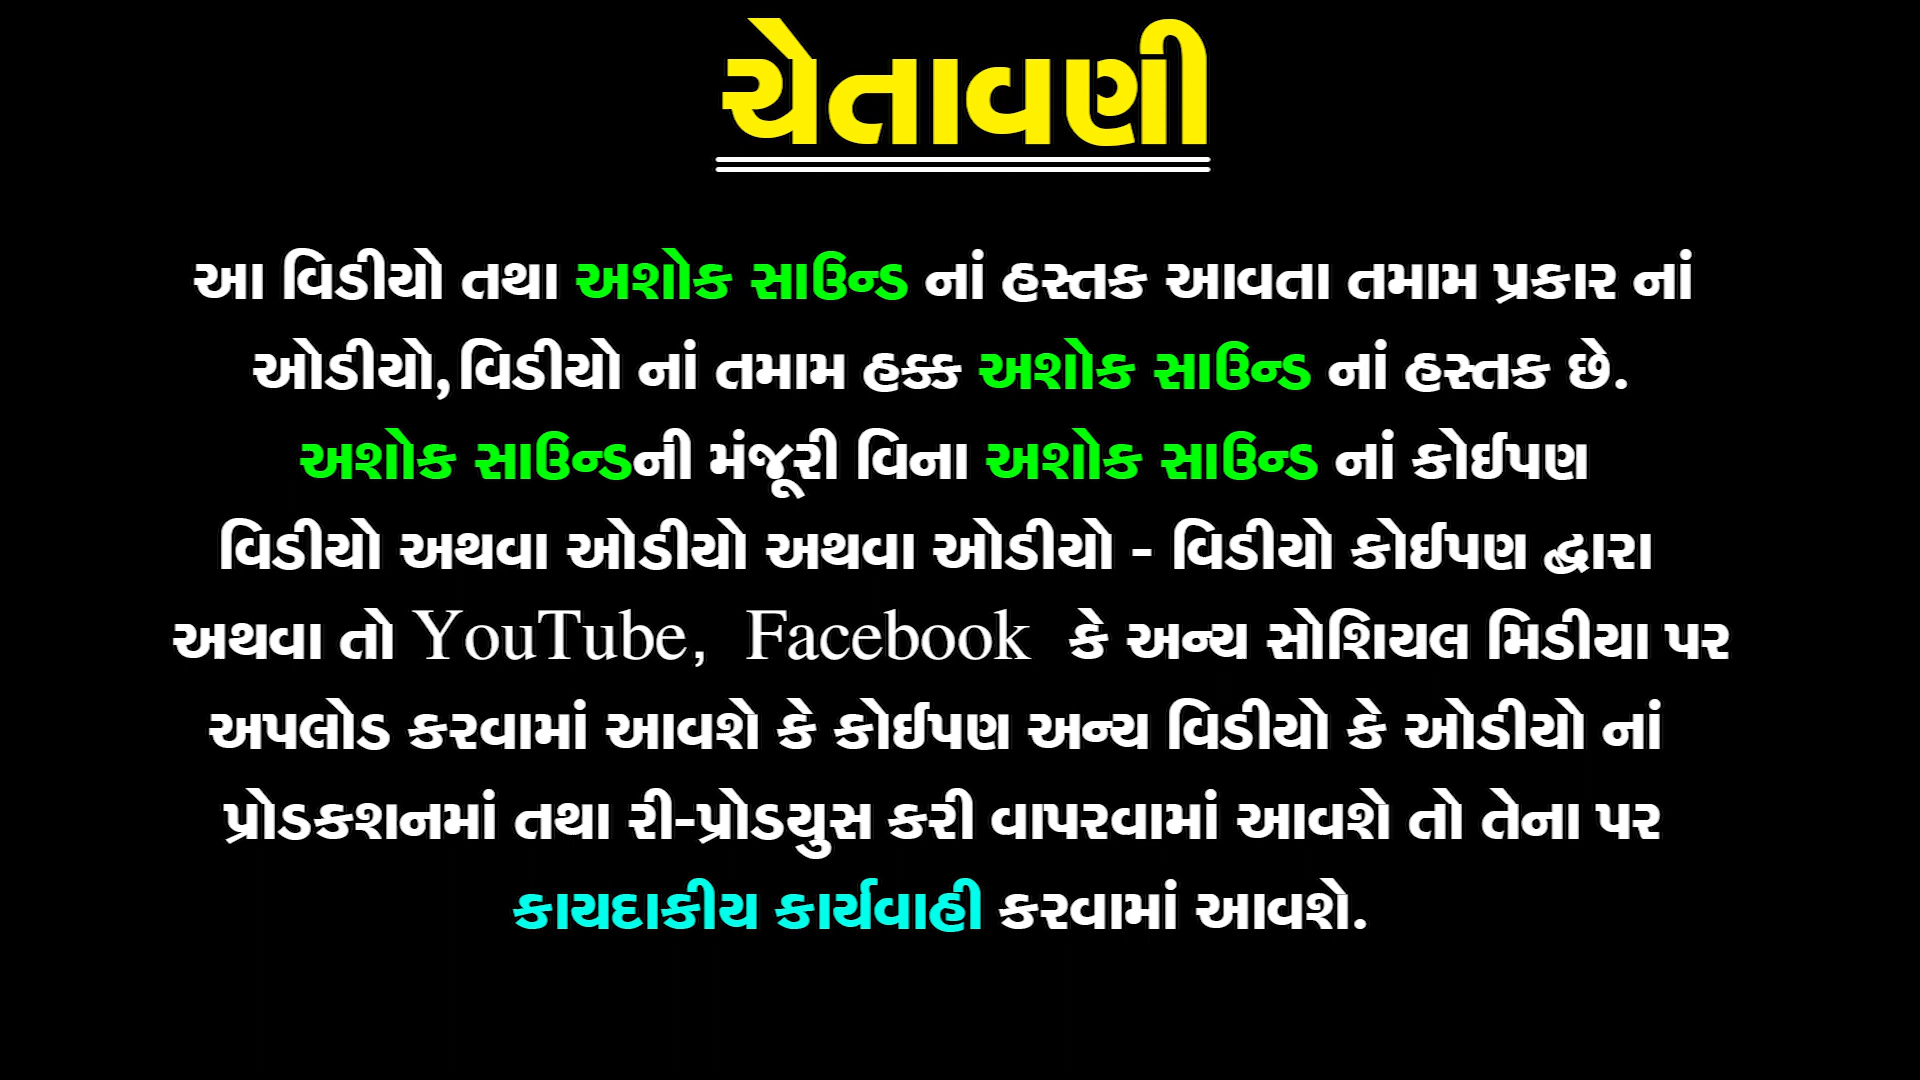 ચેતાવણી
આ વિડીયો તથા અશોક સાઉન્ડ નાં હસ્તક આવતા તમામ પ્રકાર નાં
ઓડીયો,વિડીયો નાં તમામ હક્ક અશોક સાઉન્ડ નાં હસ્તક છે.
અશોક સાઉન્ડની મંજૂરી વિના અશોક સાઉન્ડ નાં કોઈપણ
વિડીયો અથવા ઓડીયો અથવા ઓડીયો - વિડીયો કોઈપણ દ્વારા
અથવા તો YouTube, Facebook કે અન્ય સોશિયલ મિડીયા પર
અપલોડ કરવામાં આવશે કે કોઈપણ અન્ય વિડીયો કે ઓડીયો નાં
પ્રોડકશનમાં તથા રી-પ્રોડયુસ કરી વાપરવામાં આવશે તો તેના પર
કાયદાકીય કાર્યવાહી કરવામાં આવશે.